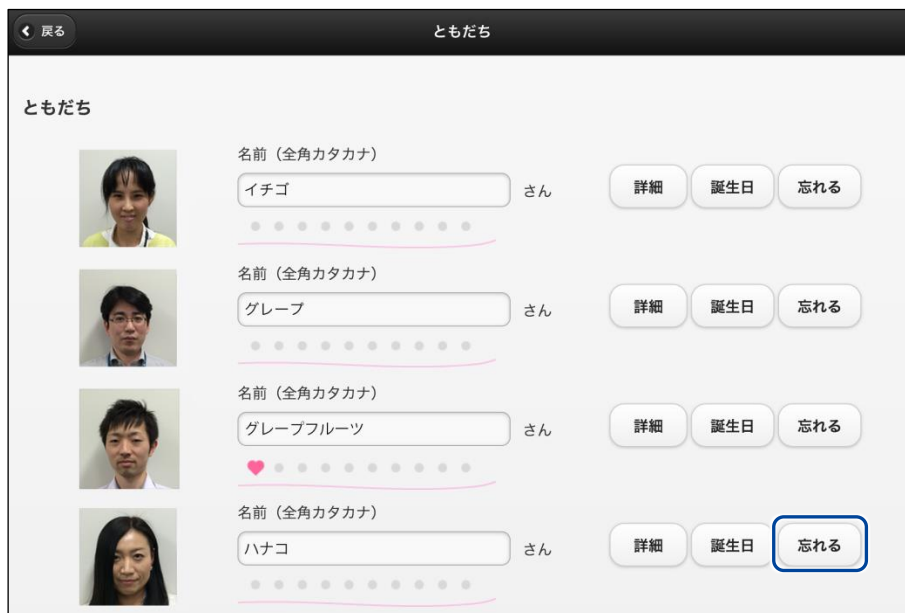 戻る
ともだち
ともだち
名前（全角カタカナ）
イチゴ さん 詳細 誕生日 忘れる
名前（全角カタカナ）
グレープ さん 詳細 誕生日 忘れる
名前（全角カタカナ）
グレープフルーツ さん 詳細 誕生日 忘れる
名前（全角カタカナ）
ハナコ さん 詳細 誕生日 忘れる